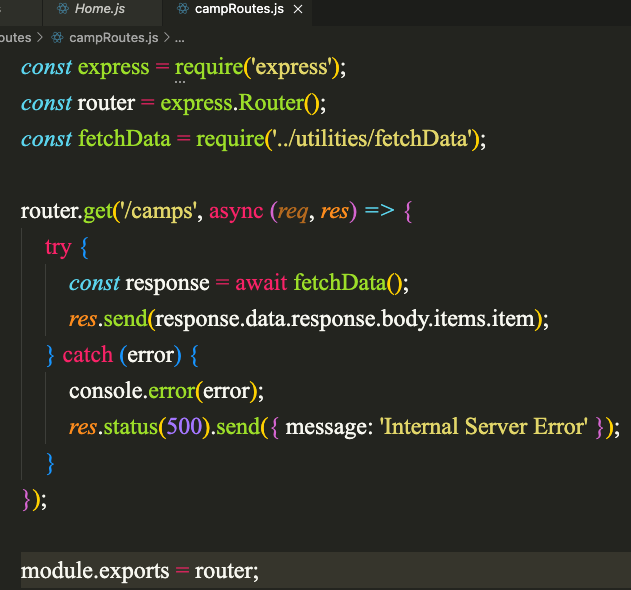 Home.js campRoutes.js ×
outes > campRoutes.js > ...
const express = require('express');
const router = express.Router();
const fetchData = require('../utilities/fetchData');
router.get('/camps', async (req, res) => {
try {
const response = await fetchData();
res.send(response.data.response.body.items.item);
} catch (error) {
console.error(error);
res.status(500).send({ message: 'Internal Server Error' });
}
});
module.exports = router;